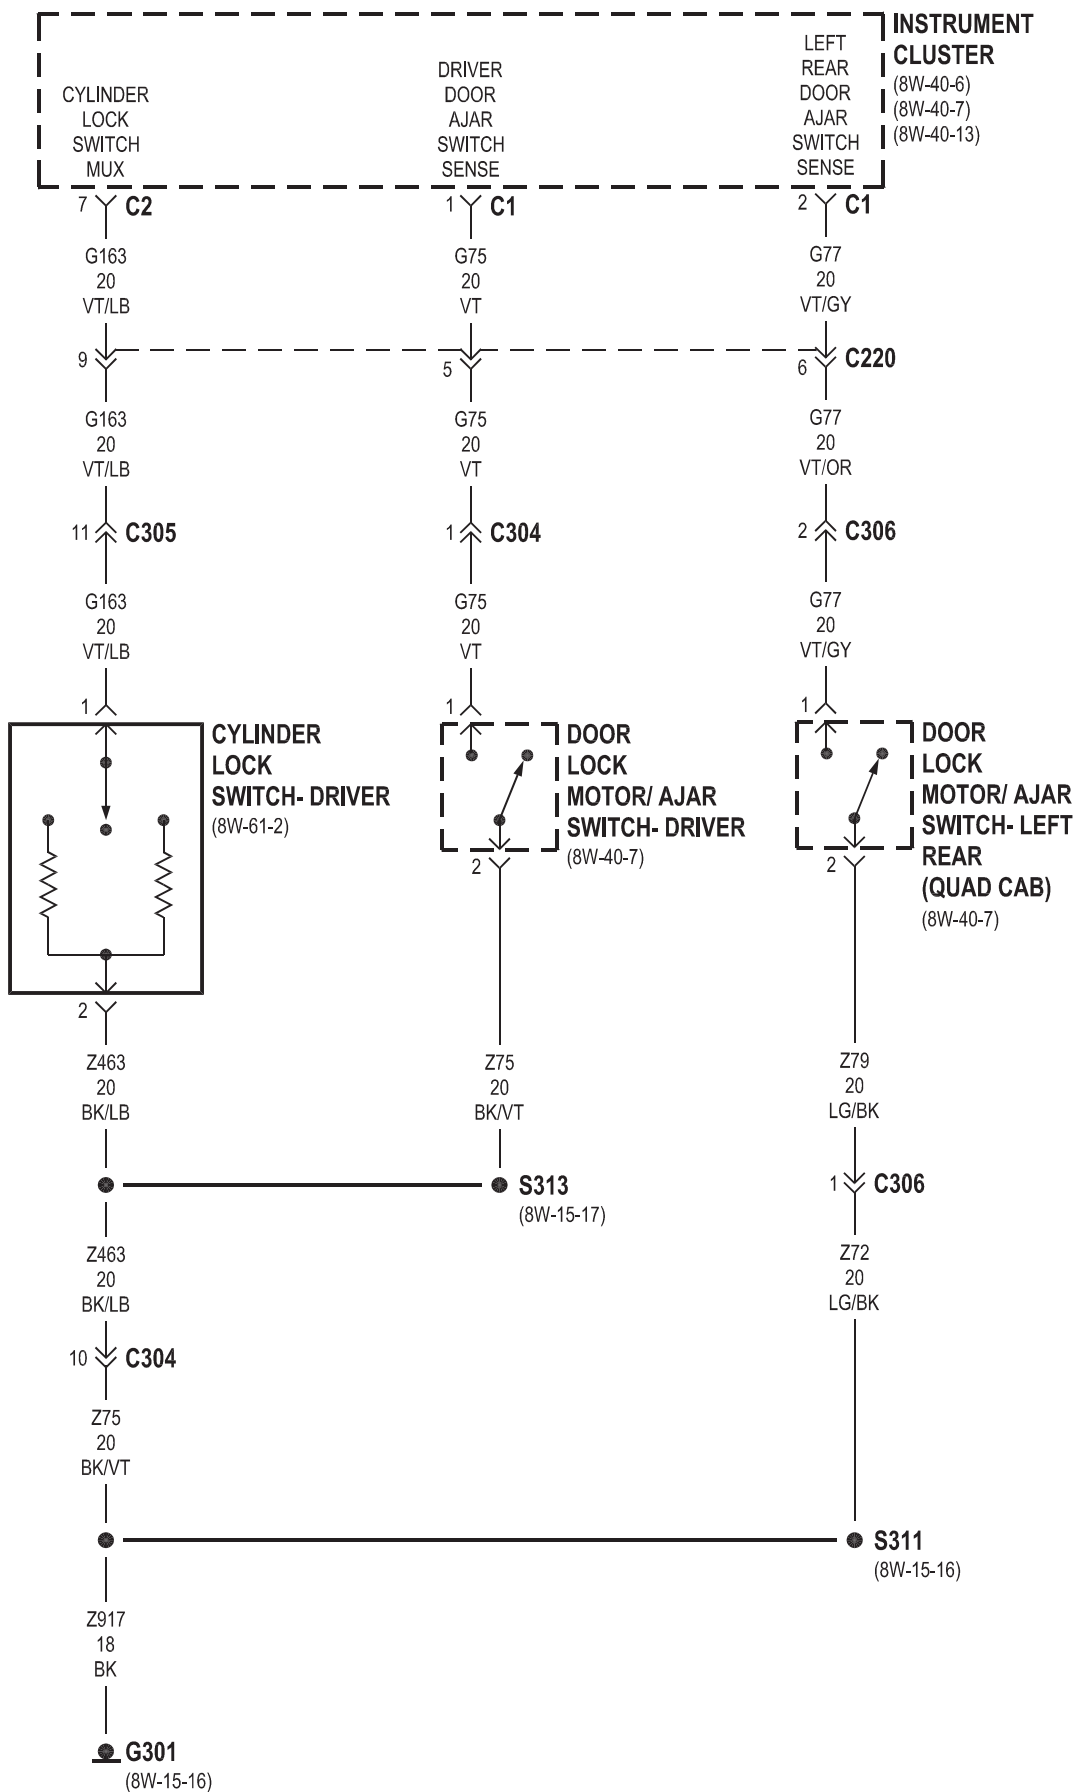 INSTRUMENT
CLUSTER
(8W-40-6)
(8W-40-7)
(8W-40-13)
CYLINDER
LOCK
SWITCH
MUX
DRIVER
DOOR
AJAR
SWITCH
SENSE
LEFT
REAR
DOOR
AJAR
SWITCH
SENSE
7 C2
1 C1
2 C1
G163
20
VT/LB
G75
20
VT
G77
20
VT/GY
9
5
6 C220
G163
20
VT/LB
G75
20
VT
G77
20
VT/OR
11 C305
1 C304
2 C306
G163
20
VT/LB
G75
20
VT
G77
20
VT/GY
1
1
1
CYLINDER
LOCK
SWITCH- DRIVER
(8W-61-2)
DOOR
LOCK
MOTOR/ AJAR
SWITCH- DRIVER
(8W-40-7)
DOOR
LOCK
MOTOR/ AJAR
SWITCH- LEFT
REAR
(QUAD CAB)
(8W-40-7)
2
2
2
Z463
20
BK/LB
Z75
20
BK/VT
Z79
20
LG/BK
S313
(8W-15-17)
1 C306
Z463
20
BK/LB
Z72
20
LG/BK
10 C304
Z75
20
BK/VT
S311
(8W-15-16)
Z917
18
BK
G301
(8W-15-16)